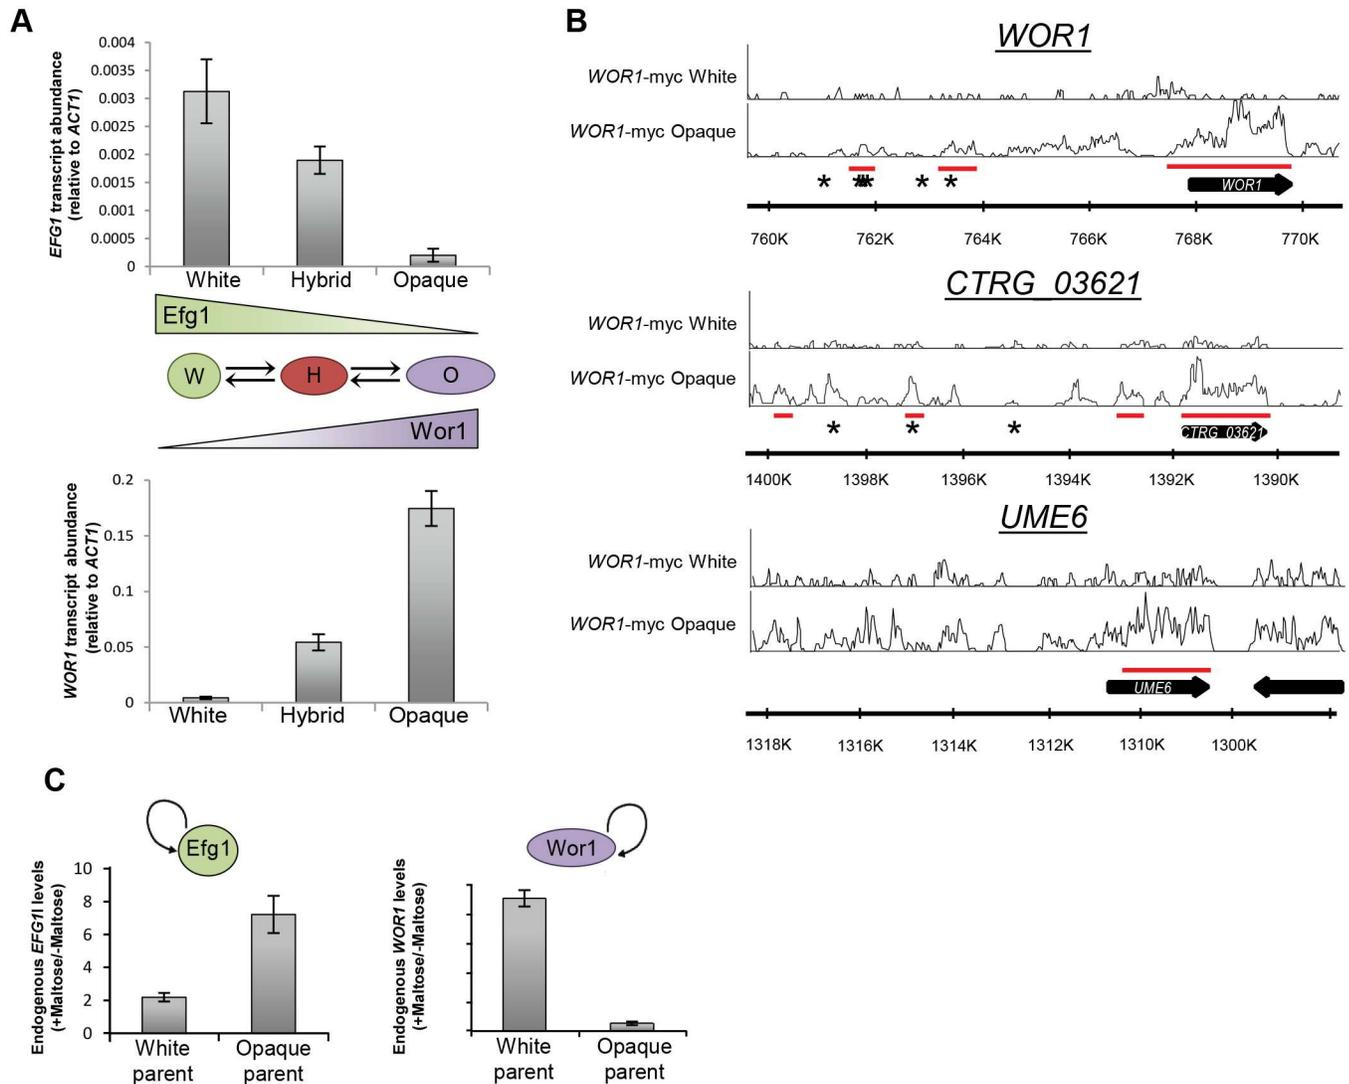 A
EFG1 transcript abundance
(relative to ACT1)
0.004
0.0035
0.003
0.0025
0.002
0.0015
0.001
0.0005
0
White Hybrid Opaque
Efg1
W H O
Wor1
WOR1 transcript abundance
(relative to ACT1)
0.2
0.15
0.1
0.05
0
White Hybrid Opaque
B
WOR1
WOR1-myc White
WOR1-myc Opaque
* *** * *
WOR1
760K 762K 764K 766K 768K 770K
CTRG_03621
WOR1-myc White
WOR1-myc Opaque
* * *
CTRG_03621
1400K 1398K 1396K 1394K 1392K 1390K
UME6
WOR1-myc White
WOR1-myc Opaque
UME6
1318K 1316K 1314K 1312K 1310K 1300K
C
Efg1
Endogenous EFG1l levels
(+Maltose/-Maltose)
10
8
6
4
2
0
White Opaque
parent parent
Wor1
Endogenous WOR1 levels
(+Maltose/-Maltose)
White Opaque
parent parent